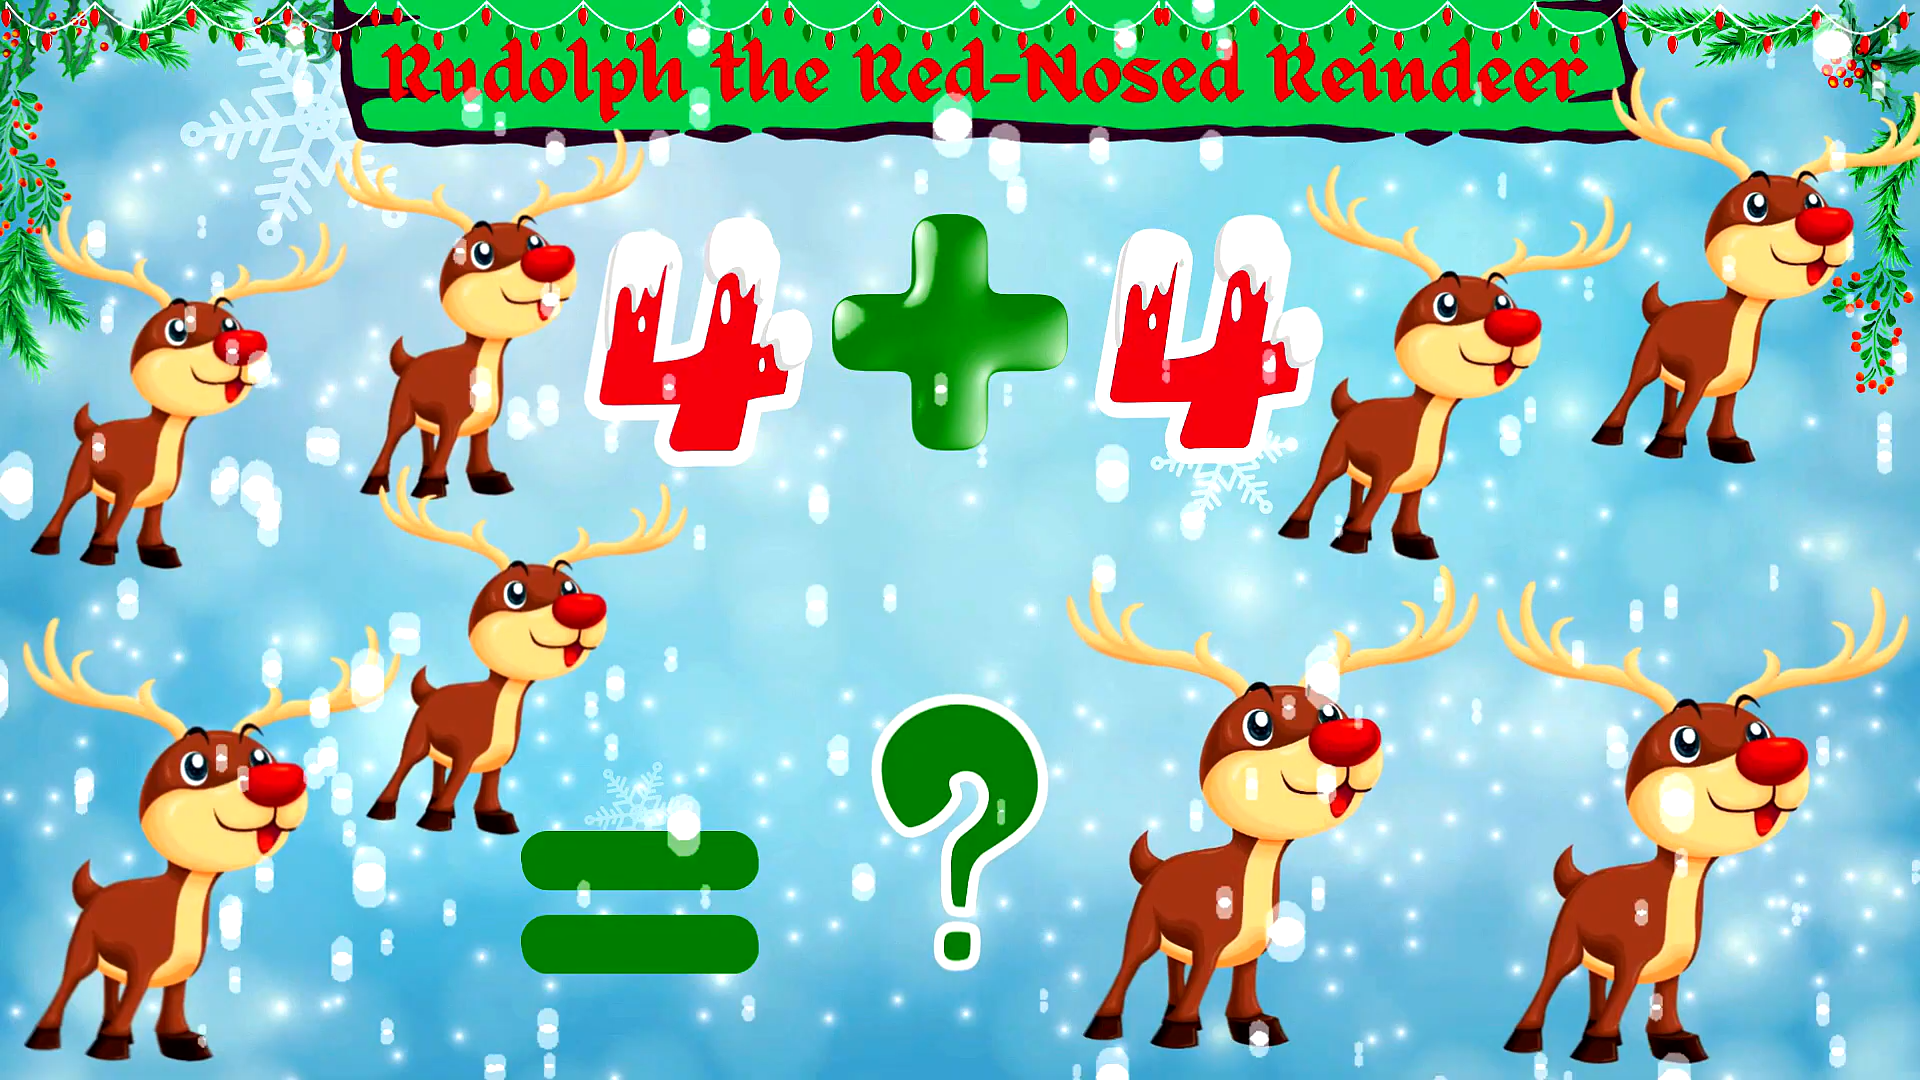 Rudolph the Red-Nosed Reindeer
4 + 4
= ?